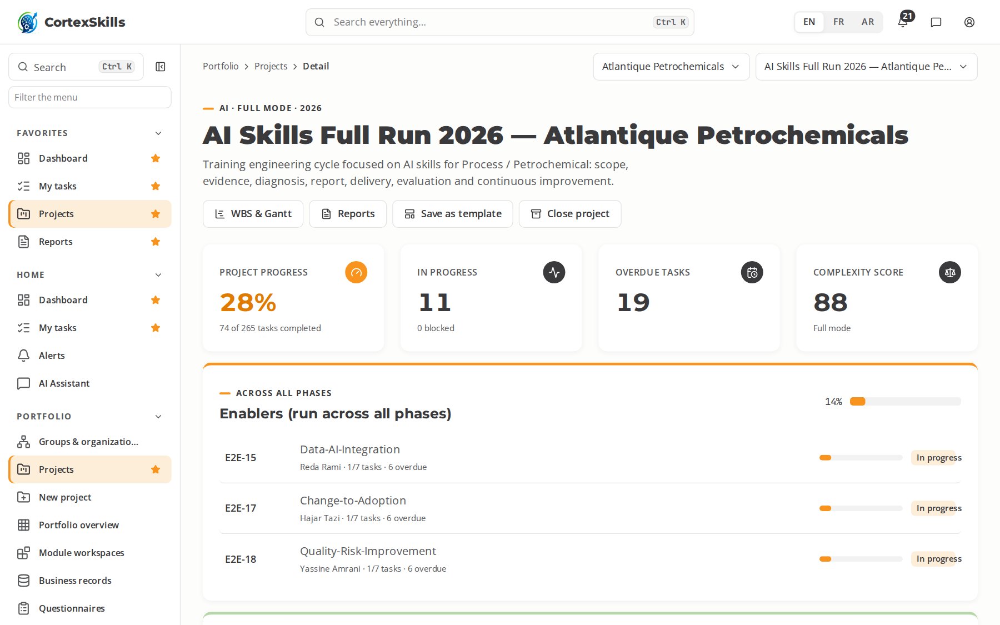 CortexSkills
Search everything...
Ctrl K
EN
FR
AR
21
Search
Ctrl K
Filter the menu
FAVORITES
Dashboard
My tasks
Projects
Reports
HOME
Dashboard
My tasks
Alerts
AI Assistant
PORTFOLIO
Groups & organizatio...
Projects
New project
Portfolio overview
Module workspaces
Business records
Questionnaires
Portfolio > Projects > Detail
Atlantique Petrochemicals
AI Skills Full Run 2026 — Atlantique Pe...
AI · FULL MODE · 2026
AI Skills Full Run 2026 — Atlantique Petrochemicals
Training engineering cycle focused on AI skills for Process / Petrochemical: scope,
evidence, diagnosis, report, delivery, evaluation and continuous improvement.
WBS & Gantt
Reports
Save as template
Close project
PROJECT PROGRESS
28%
74 of 265 tasks completed
IN PROGRESS
11
0 blocked
OVERDUE TASKS
19
COMPLEXITY SCORE
88
Full mode
ACROSS ALL PHASES
Enablers (run across all phases)
14%
E2E-15
Data-AI-Integration
Reda Rami · 1/7 tasks · 6 overdue
In progress
E2E-17
Change-to-Adoption
Hajar Tazi · 1/7 tasks · 6 overdue
In progress
E2E-18
Quality-Risk-Improvement
Yassine Amrani · 1/7 tasks · 6 overdue
In progress